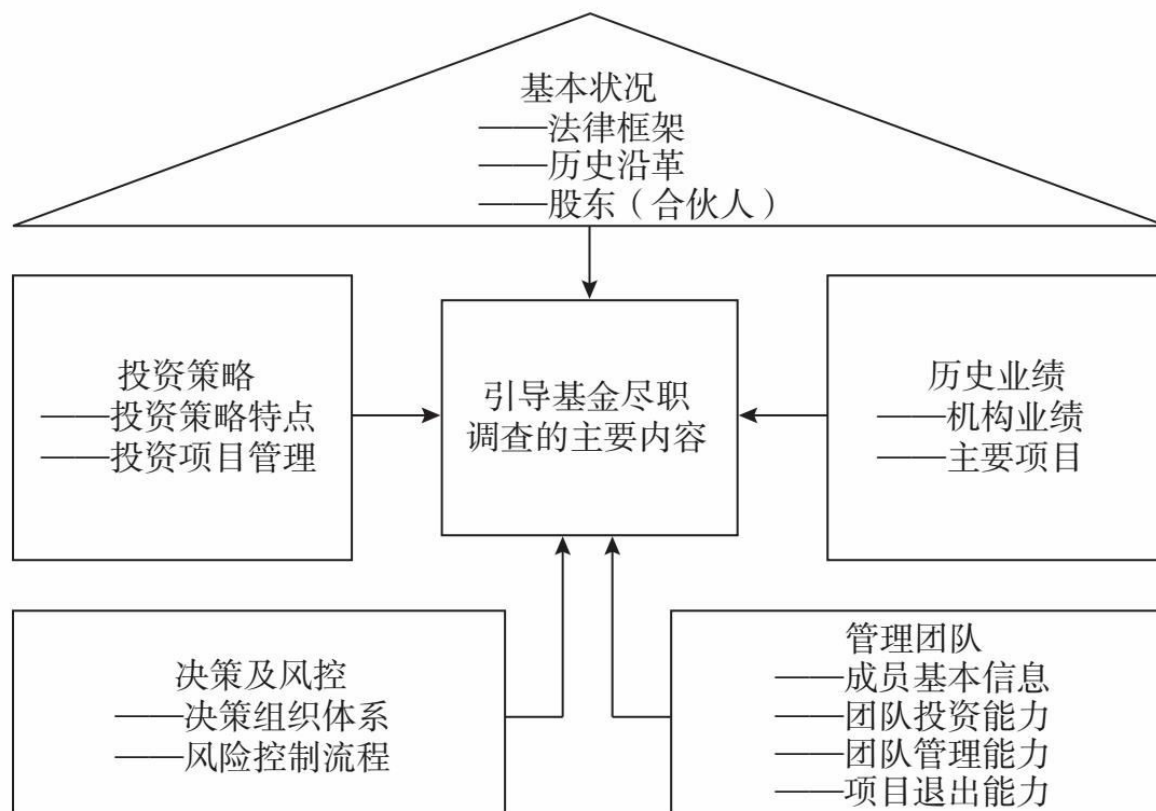 基本状况
——法律框架
——历史沿革
——股东（合伙人）
投资策略
——投资策略特点
——投资项目管理
引导基金尽职
调查的主要内容
历史业绩
——机构业绩
——主要项目
决策及风控
——决策组织体系
——风险控制流程
管理团队
——成员基本信息
——团队投资能力
——团队管理能力
——项目退出能力